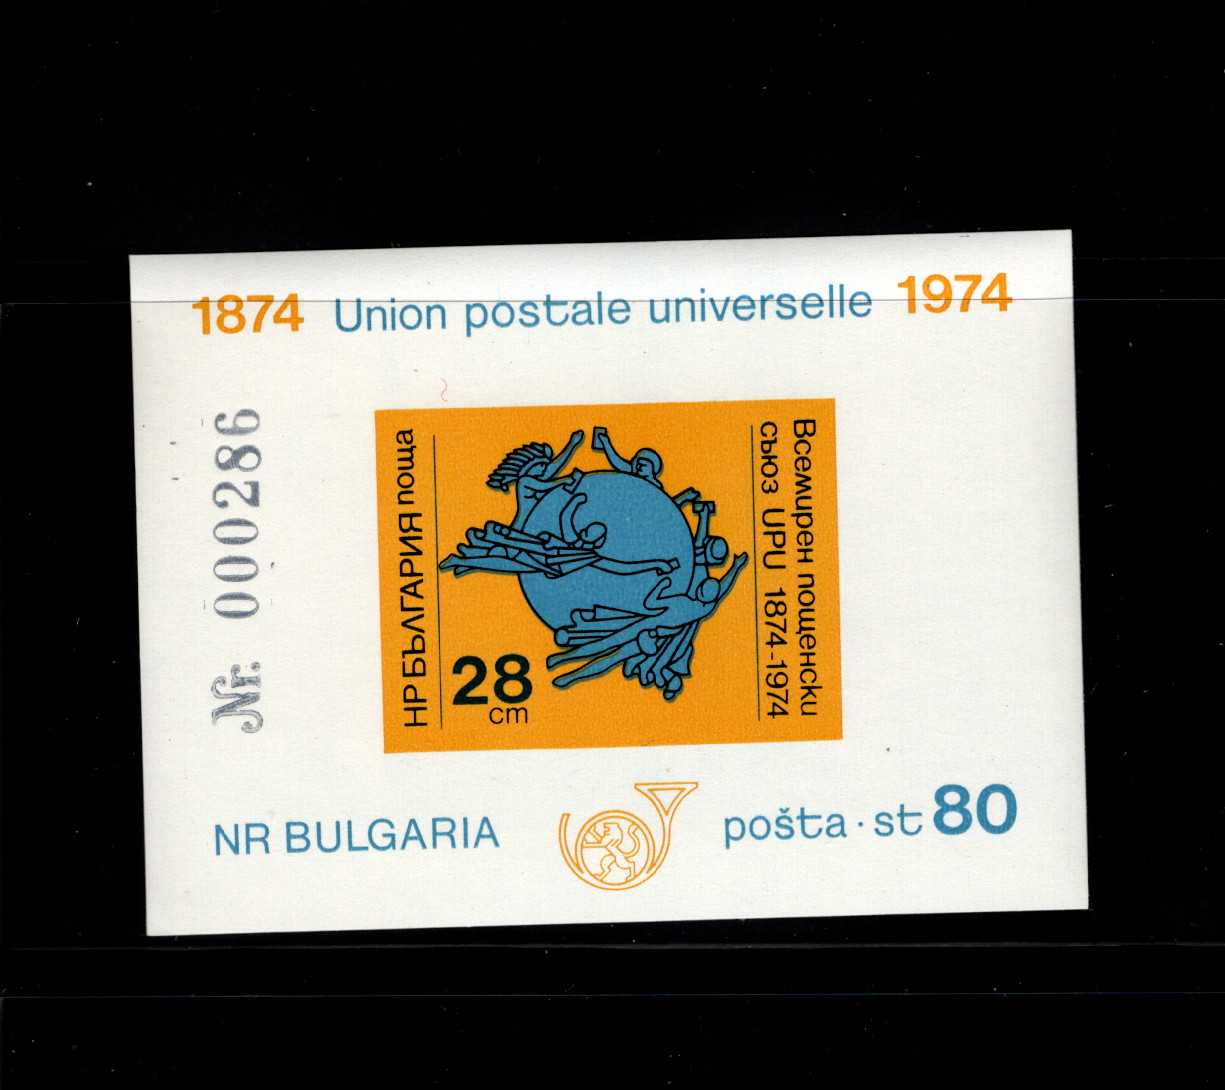 1874 Union postale universelle 1974
Nr. 000286
НР БЪЛГАРИЯ поща
28
cm
Всемирен пощенски
съюз UPU 1874-1974
NR BULGARIA
pošta · st 80